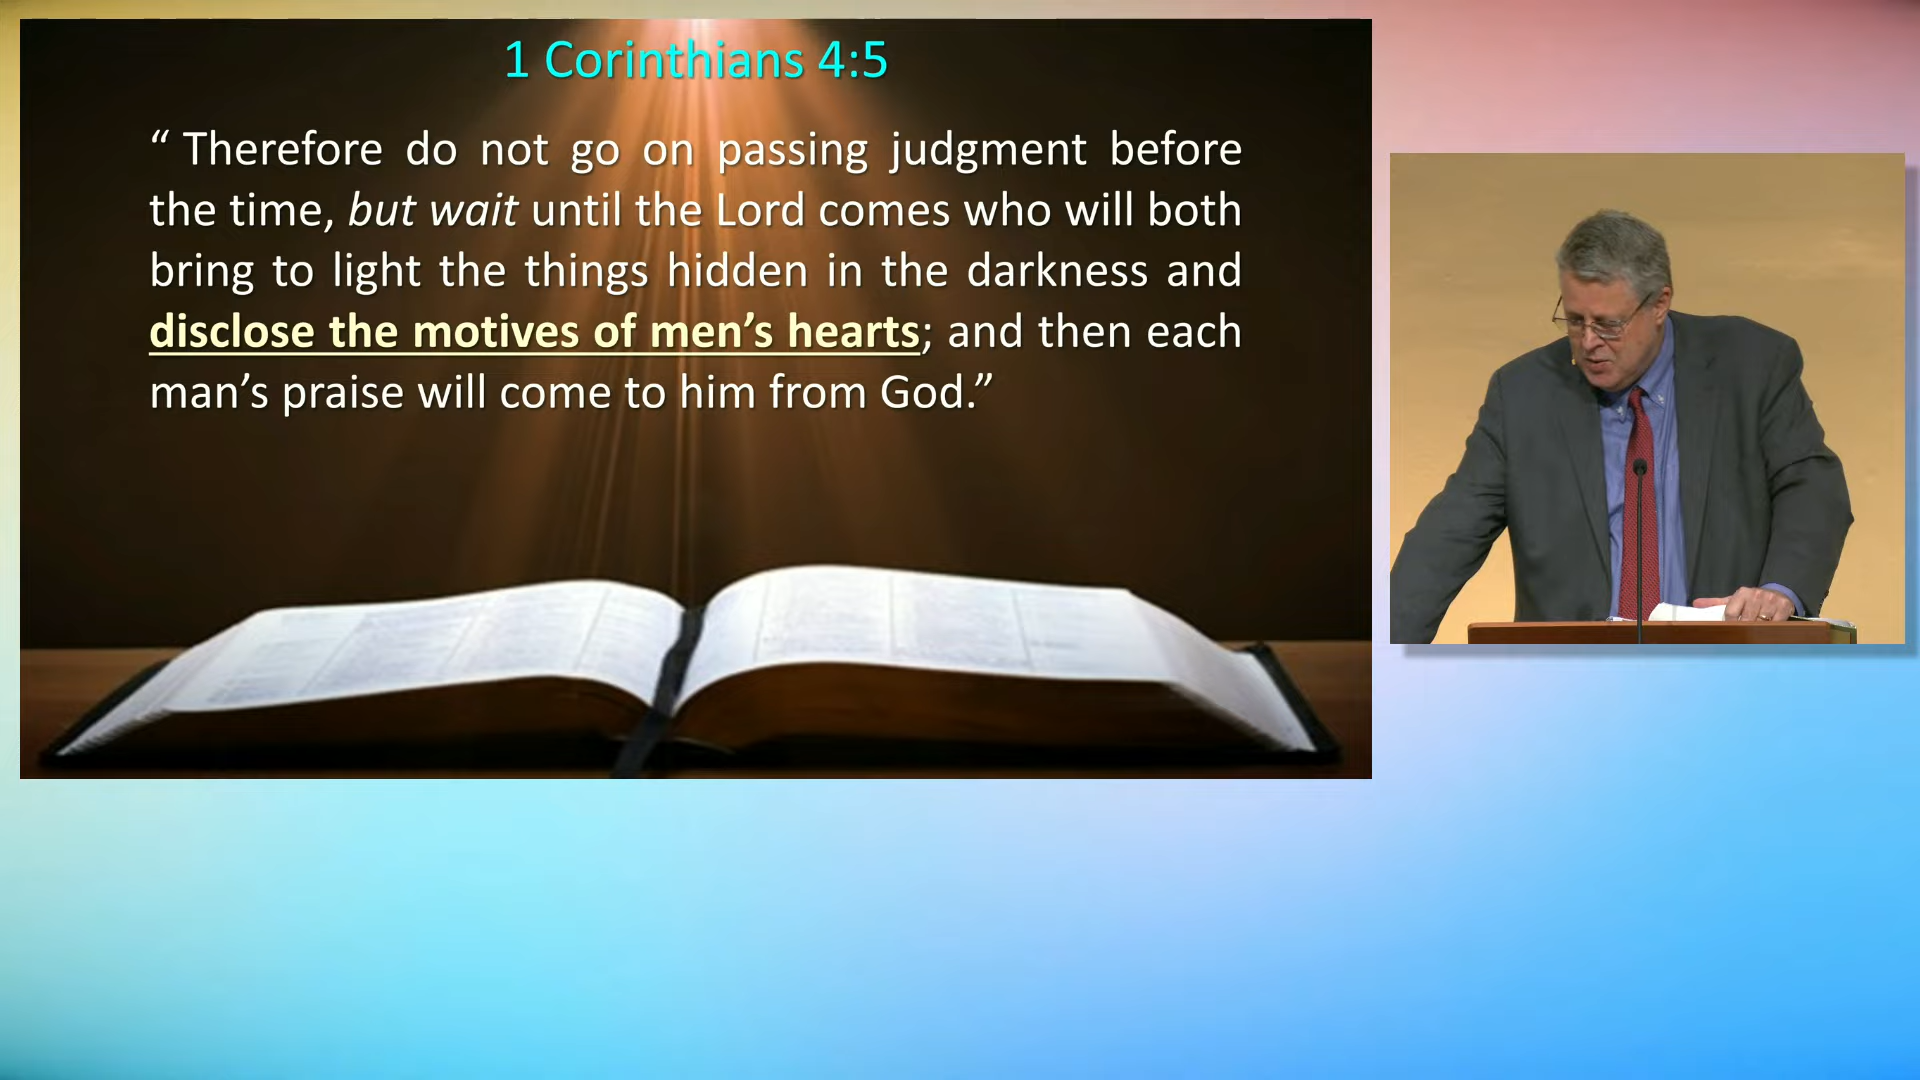 1 Corinthians 4:5
“ Therefore do not go on passing judgment before
the time, but wait until the Lord comes who will both
bring to light the things hidden in the darkness and
disclose the motives of men’s hearts; and then each
man’s praise will come to him from God.”